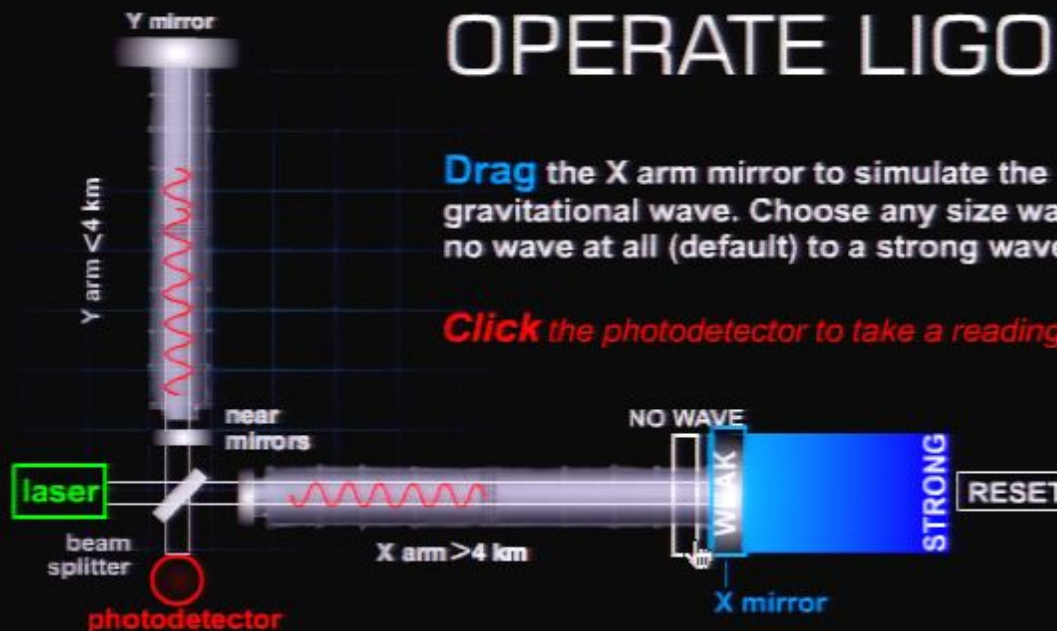 Y mirror
OPERATE LIGO
Drag the X arm mirror to simulate the
gravitational wave. Choose any size wa
no wave at all (default) to a strong wave
Click the photodetector to take a reading
Y arm <4 km
near
mirrors
NO WAVE
laser
WEAK
STRONG
RESET
beam
splitter
X arm >4 km
X mirror
photodetector